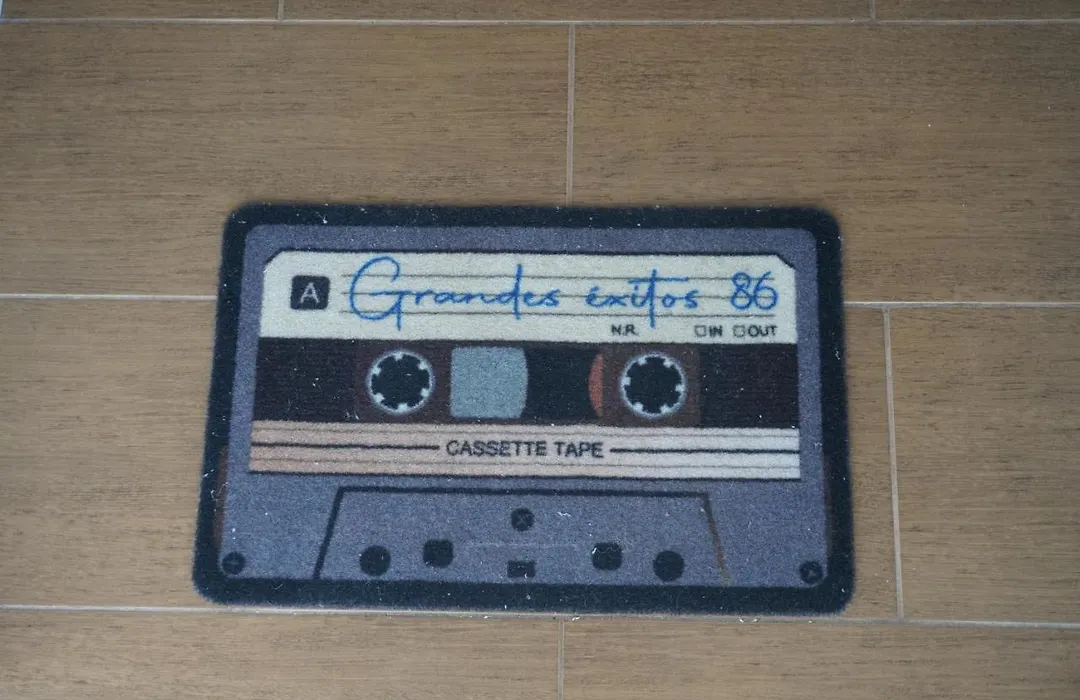 A Grandes éxitos 86
N.R. IN OUT
CASSETTE TAPE